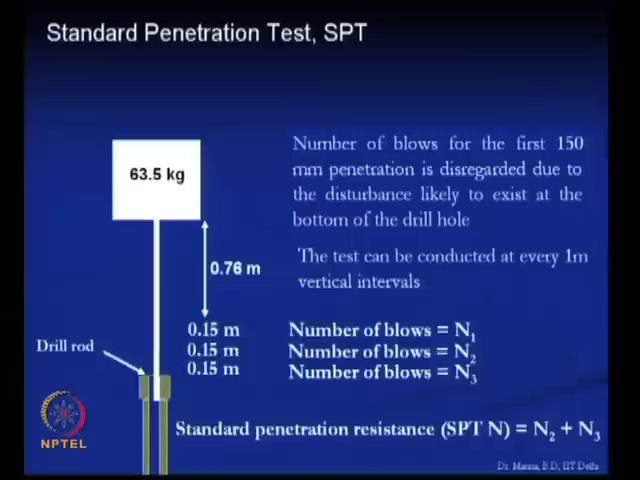 Standard Penetration Test, SPT
63.5 kg
Number of blows for the first 150
mm penetration is disregarded due to
the disturbance likely to exist at the
bottom of the drill hole
0.76 m
The test can be conducted at every 1m
vertical intervals
0.15 m Number of blows = N1
0.15 m Number of blows = N2
0.15 m Number of blows = N3
Drill rod
Standard penetration resistance (SPT N) = N2 + N3
NPTEL
Dr. Manna, B.D, IIT Delhi